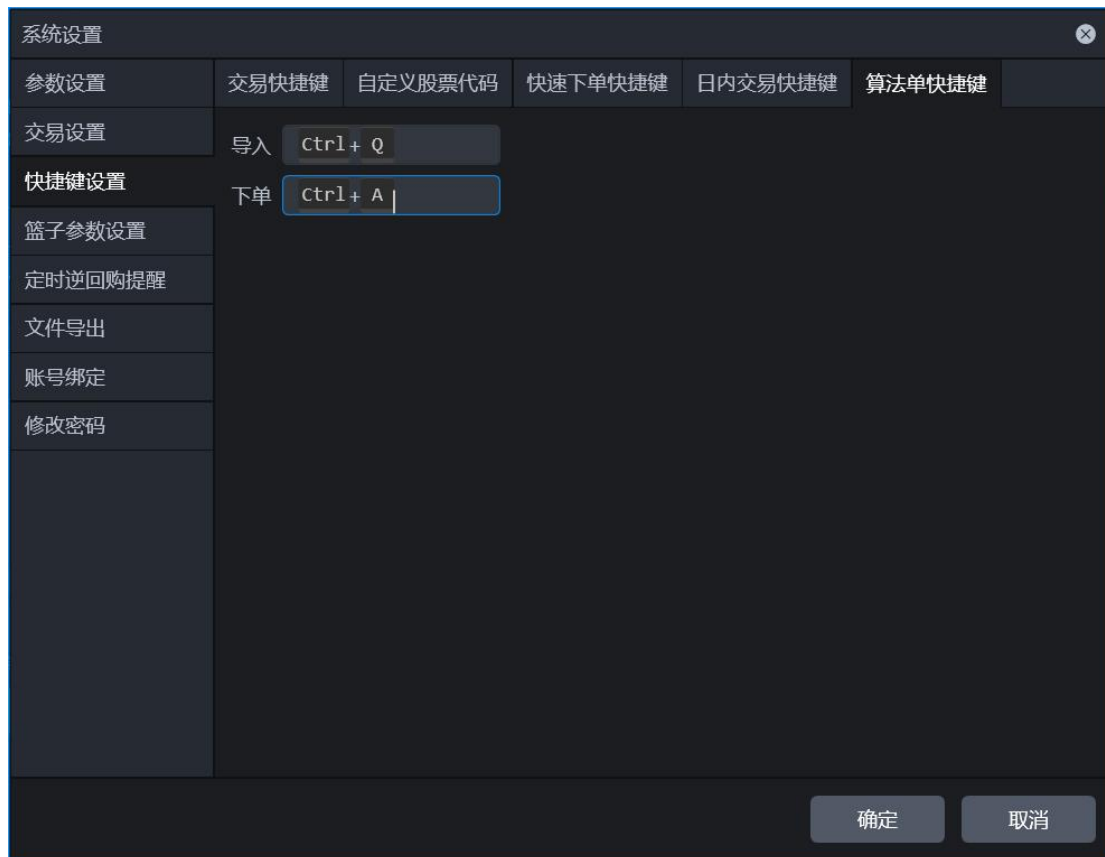 系统设置
参数设置
交易设置
快捷键设置
篮子参数设置
定时逆回购提醒
文件导出
账号绑定
修改密码
交易快捷键 自定义股票代码 快速下单快捷键 日内交易快捷键 算法单快捷键
导入 Ctrl + Q
下单 Ctrl + A
确定 取消